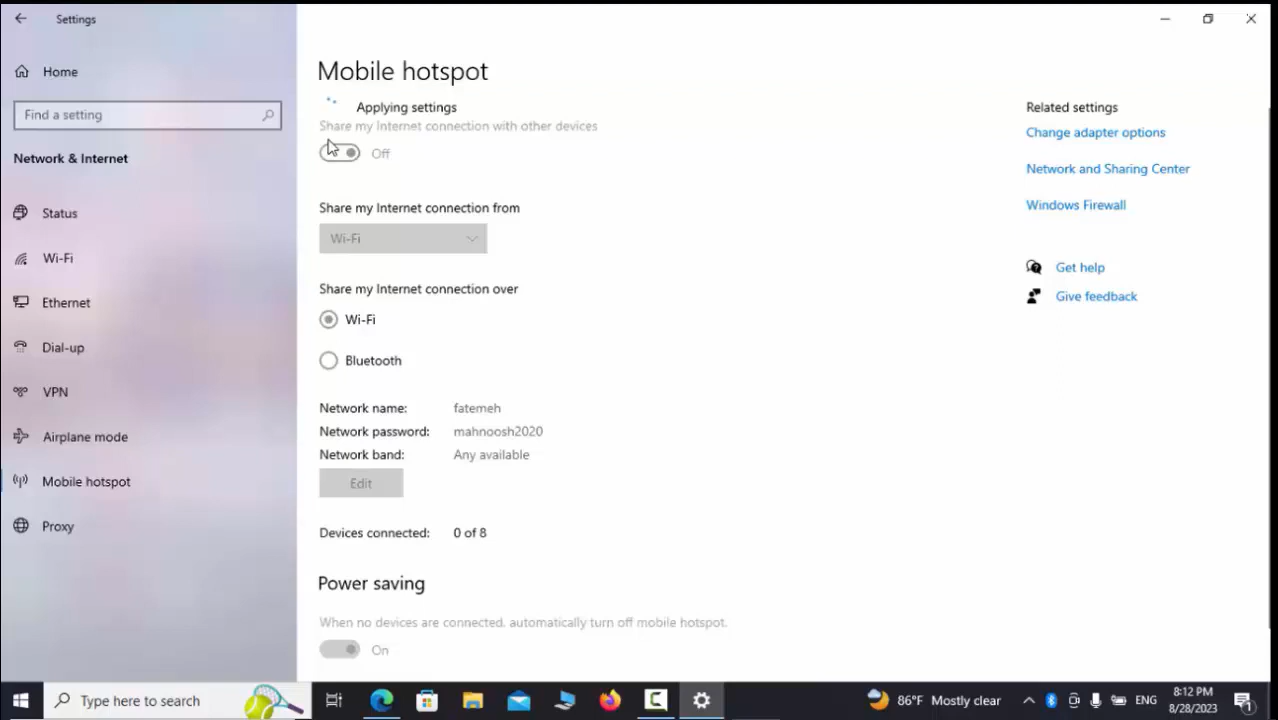 Settings
Home
Find a setting
Network & Internet
Status
Wi-Fi
Ethernet
Dial-up
VPN
Airplane mode
Mobile hotspot
Proxy
Mobile hotspot
Applying settings
Share my Internet connection with other devices
Off
Share my Internet connection from
Wi-Fi
Share my Internet connection over
Wi-Fi
Bluetooth
Network name: fatemeh
Network password: mahnoosh2020
Network band: Any available
Edit
Devices connected: 0 of 8
Power saving
When no devices are connected, automatically turn off mobile hotspot.
On
Related settings
Change adapter options
Network and Sharing Center
Windows Firewall
Get help
Give feedback
Type here to search
86°F Mostly clear
ENG
8:12 PM
8/28/2023
1